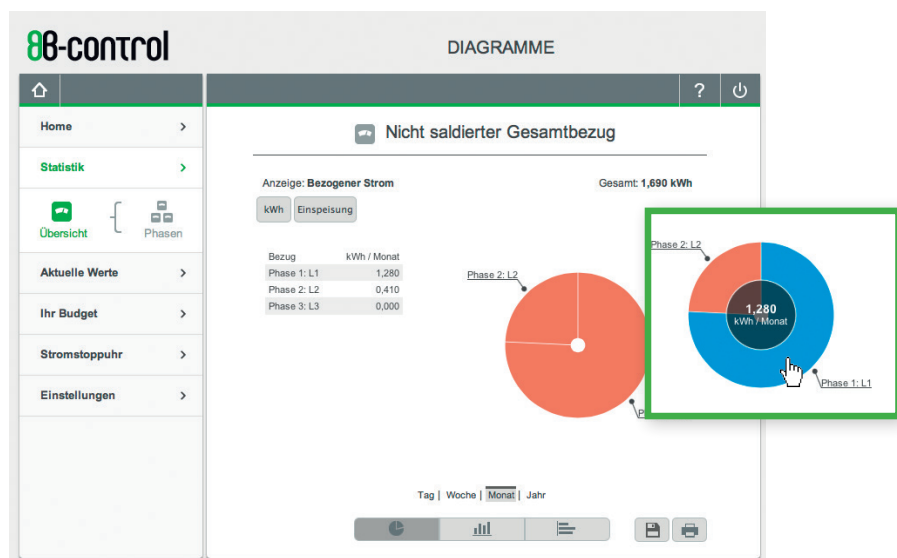 BB-control
DIAGRAMME
?
Home
Statistik
Übersicht
Phasen
Aktuelle Werte
Ihr Budget
Stromstoppuhr
Einstellungen
Nicht saldierter Gesamtbezug
Anzeige: Bezogener Strom
Gesamt: 1,690 kWh
kWh
Einspeisung
Bezug kWh / Monat
Phase 1: L1 1,280
Phase 2: L2 0,410
Phase 3: L3 0,000
Phase 2: L2
P
Phase 2: L2
1,280
kWh / Monat
Phase 1: L1
Tag | Woche | Monat | Jahr